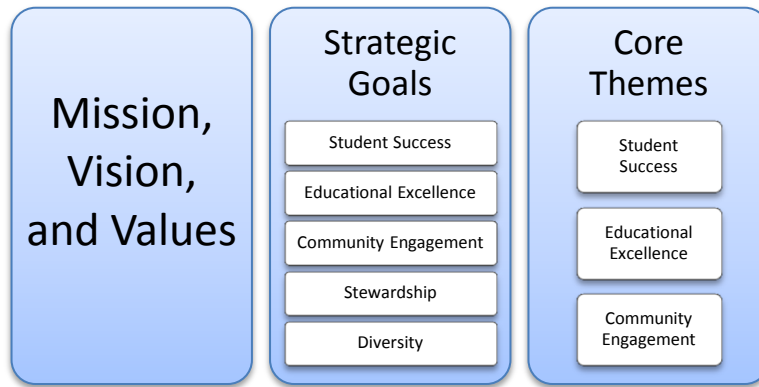 Mission,
Vision,
and Values
Strategic
Goals
Student Success
Educational Excellence
Community Engagement
Stewardship
Diversity
Core
Themes
Student
Success
Educational
Excellence
Community
Engagement